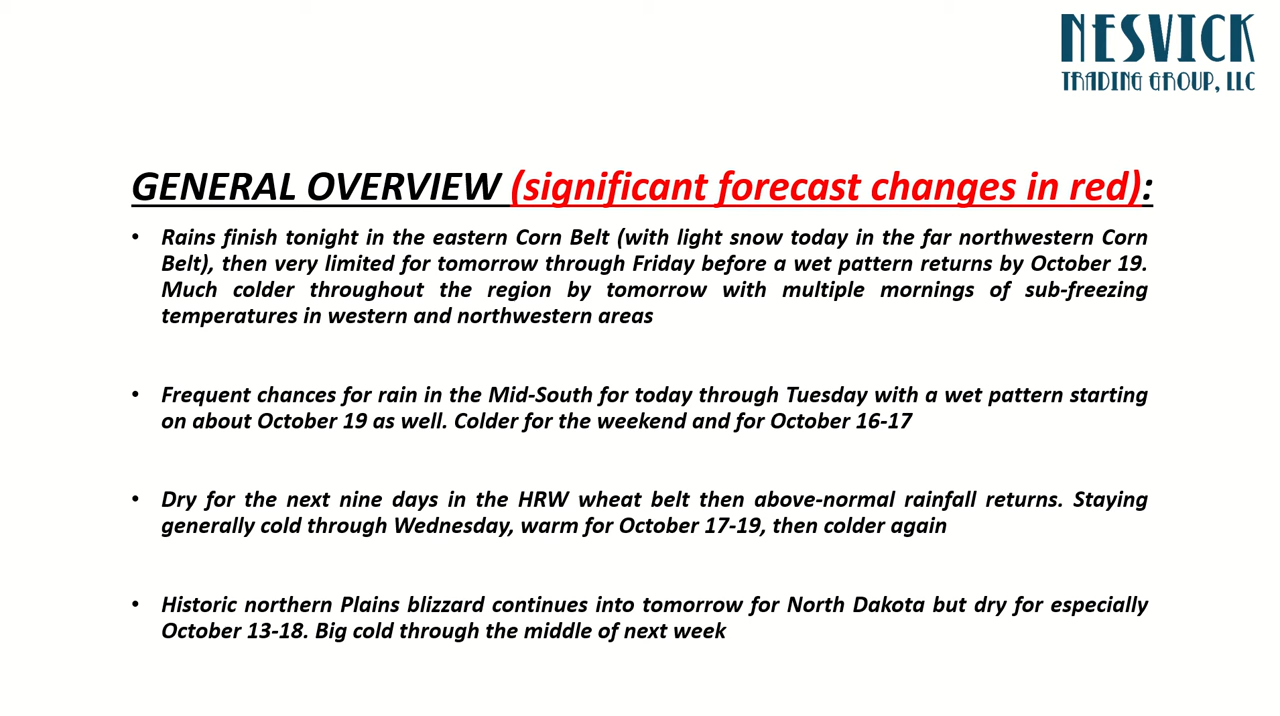 NESVICK
TRADING GROUP, LLC
GENERAL OVERVIEW (significant forecast changes in red):
• Rains finish tonight in the eastern Corn Belt (with light snow today in the far northwestern Corn
Belt), then very limited for tomorrow through Friday before a wet pattern returns by October 19.
Much colder throughout the region by tomorrow with multiple mornings of sub-freezing
temperatures in western and northwestern areas
• Frequent chances for rain in the Mid-South for today through Tuesday with a wet pattern starting
on about October 19 as well. Colder for the weekend and for October 16-17
• Dry for the next nine days in the HRW wheat belt then above-normal rainfall returns. Staying
generally cold through Wednesday, warm for October 17-19, then colder again
• Historic northern Plains blizzard continues into tomorrow for North Dakota but dry for especially
October 13-18. Big cold through the middle of next week